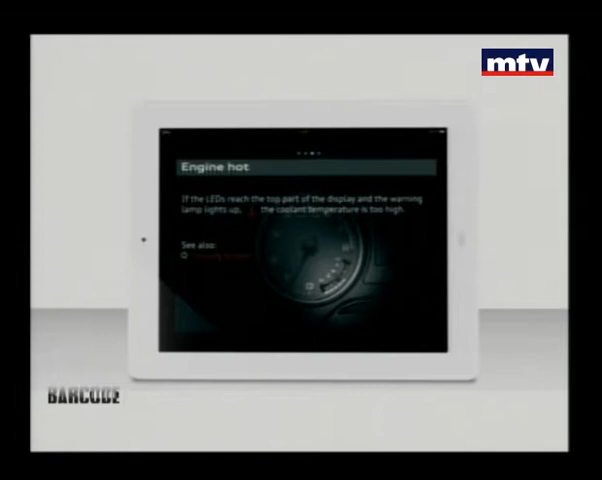 mtv
Engine hot
If the LEDs reach the top part of the display and the warning
lamp lights up, the coolant temperature is too high.
See also:
BARCODE